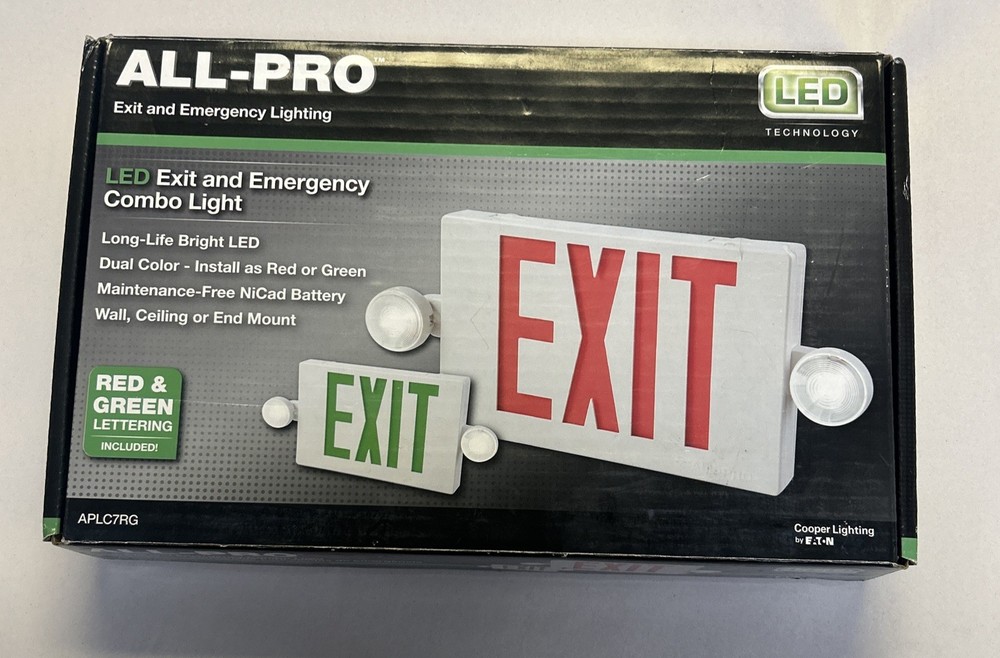 ALL-PRO™
Exit and Emergency Lighting
LED
TECHNOLOGY
LED Exit and Emergency
Combo Light
Long-Life Bright LED
Dual Color - Install as Red or Green
Maintenance-Free NiCad Battery
Wall, Ceiling or End Mount
EXIT
EXIT
RED &
GREEN
LETTERING
INCLUDED!
APLC7RG
Cooper Lighting
by EATON